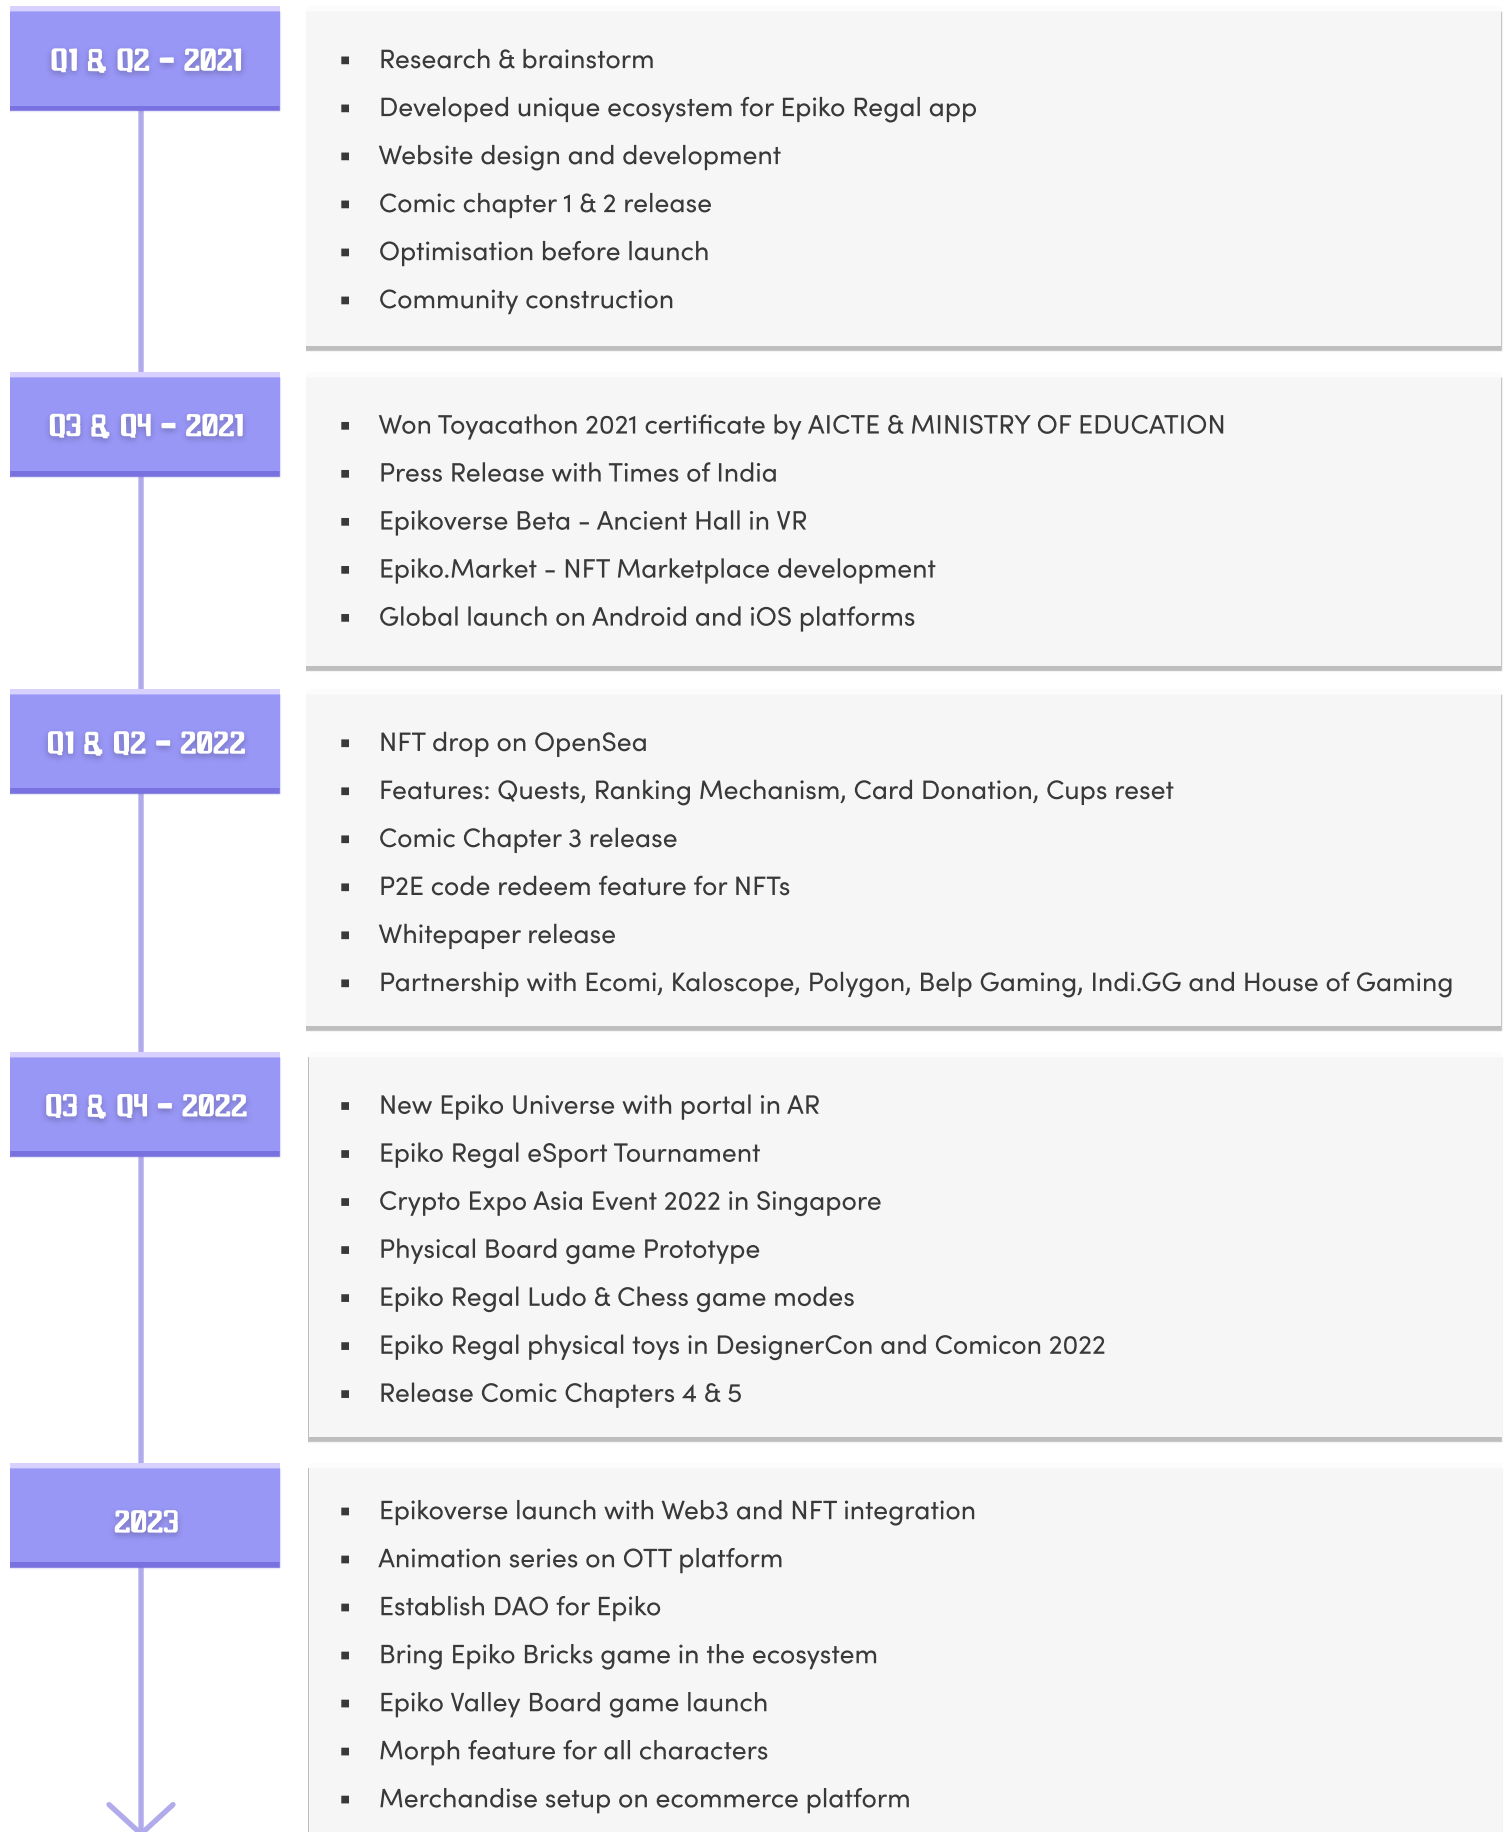 Q1 & Q2 - 2021
▪ Research & brainstorm
▪ Developed unique ecosystem for Epiko Regal app
▪ Website design and development
▪ Comic chapter 1 & 2 release
▪ Optimisation before launch
▪ Community construction
Q3 & Q4 - 2021
▪ Won Toyacathon 2021 certificate by AICTE & MINISTRY OF EDUCATION
▪ Press Release with Times of India
▪ Epikoverse Beta - Ancient Hall in VR
▪ Epiko.Market - NFT Marketplace development
▪ Global launch on Android and iOS platforms
Q1 & Q2 - 2022
▪ NFT drop on OpenSea
▪ Features: Quests, Ranking Mechanism, Card Donation, Cups reset
▪ Comic Chapter 3 release
▪ P2E code redeem feature for NFTs
▪ Whitepaper release
▪ Partnership with Ecomi, Kaloscope, Polygon, Belp Gaming, Indi.GG and House of Gaming
Q3 & Q4 - 2022
▪ New Epiko Universe with portal in AR
▪ Epiko Regal eSport Tournament
▪ Crypto Expo Asia Event 2022 in Singapore
▪ Physical Board game Prototype
▪ Epiko Regal Ludo & Chess game modes
▪ Epiko Regal physical toys in DesignerCon and Comicon 2022
▪ Release Comic Chapters 4 & 5
2023
▪ Epikoverse launch with Web3 and NFT integration
▪ Animation series on OTT platform
▪ Establish DAO for Epiko
▪ Bring Epiko Bricks game in the ecosystem
▪ Epiko Valley Board game launch
▪ Morph feature for all characters
▪ Merchandise setup on ecommerce platform